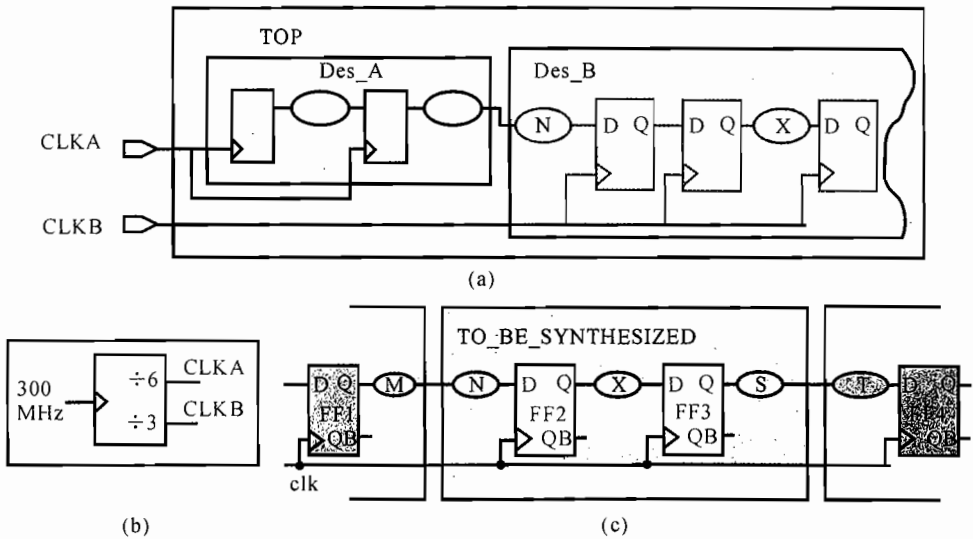 TOP
Des_A
Des_B
N
D Q
D Q
X
D Q
CLKA
CLKB
(a)
300
MHz
÷6
÷3
CLKA
CLKB
(b)
TO_BE_SYNTHESIZED
D Q
FF1
QB
M
N
D Q
FF2
QB
X
D Q
FF3
QB
S
T
D Q
QB
clk
(c)